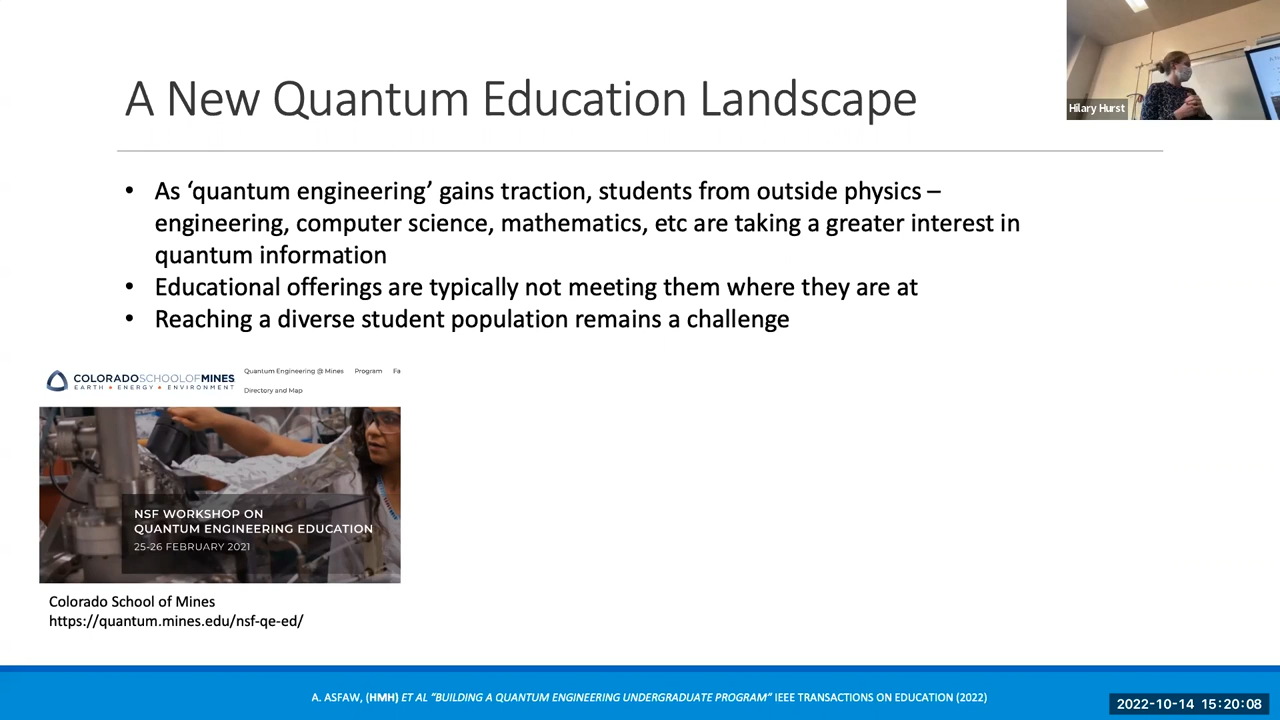 A New Quantum Education Landscape
Hilary Hurst
• As ‘quantum engineering’ gains traction, students from outside physics –
engineering, computer science, mathematics, etc are taking a greater interest in
quantum information
• Educational offerings are typically not meeting them where they are at
• Reaching a diverse student population remains a challenge
COLORADOSCHOOLOFMINES
EARTH • ENERGY • ENVIRONMENT
Quantum Engineering @ Mines Program Fa
Directory and Map
NSF WORKSHOP ON
QUANTUM ENGINEERING EDUCATION
25-26 FEBRUARY 2021
Colorado School of Mines
https://quantum.mines.edu/nsf-qe-ed/
A. ASFAW, (HMH) ET AL “BUILDING A QUANTUM ENGINEERING UNDERGRADUATE PROGRAM” IEEE TRANSACTIONS ON EDUCATION (2022)
2022-10-14 15:20:08